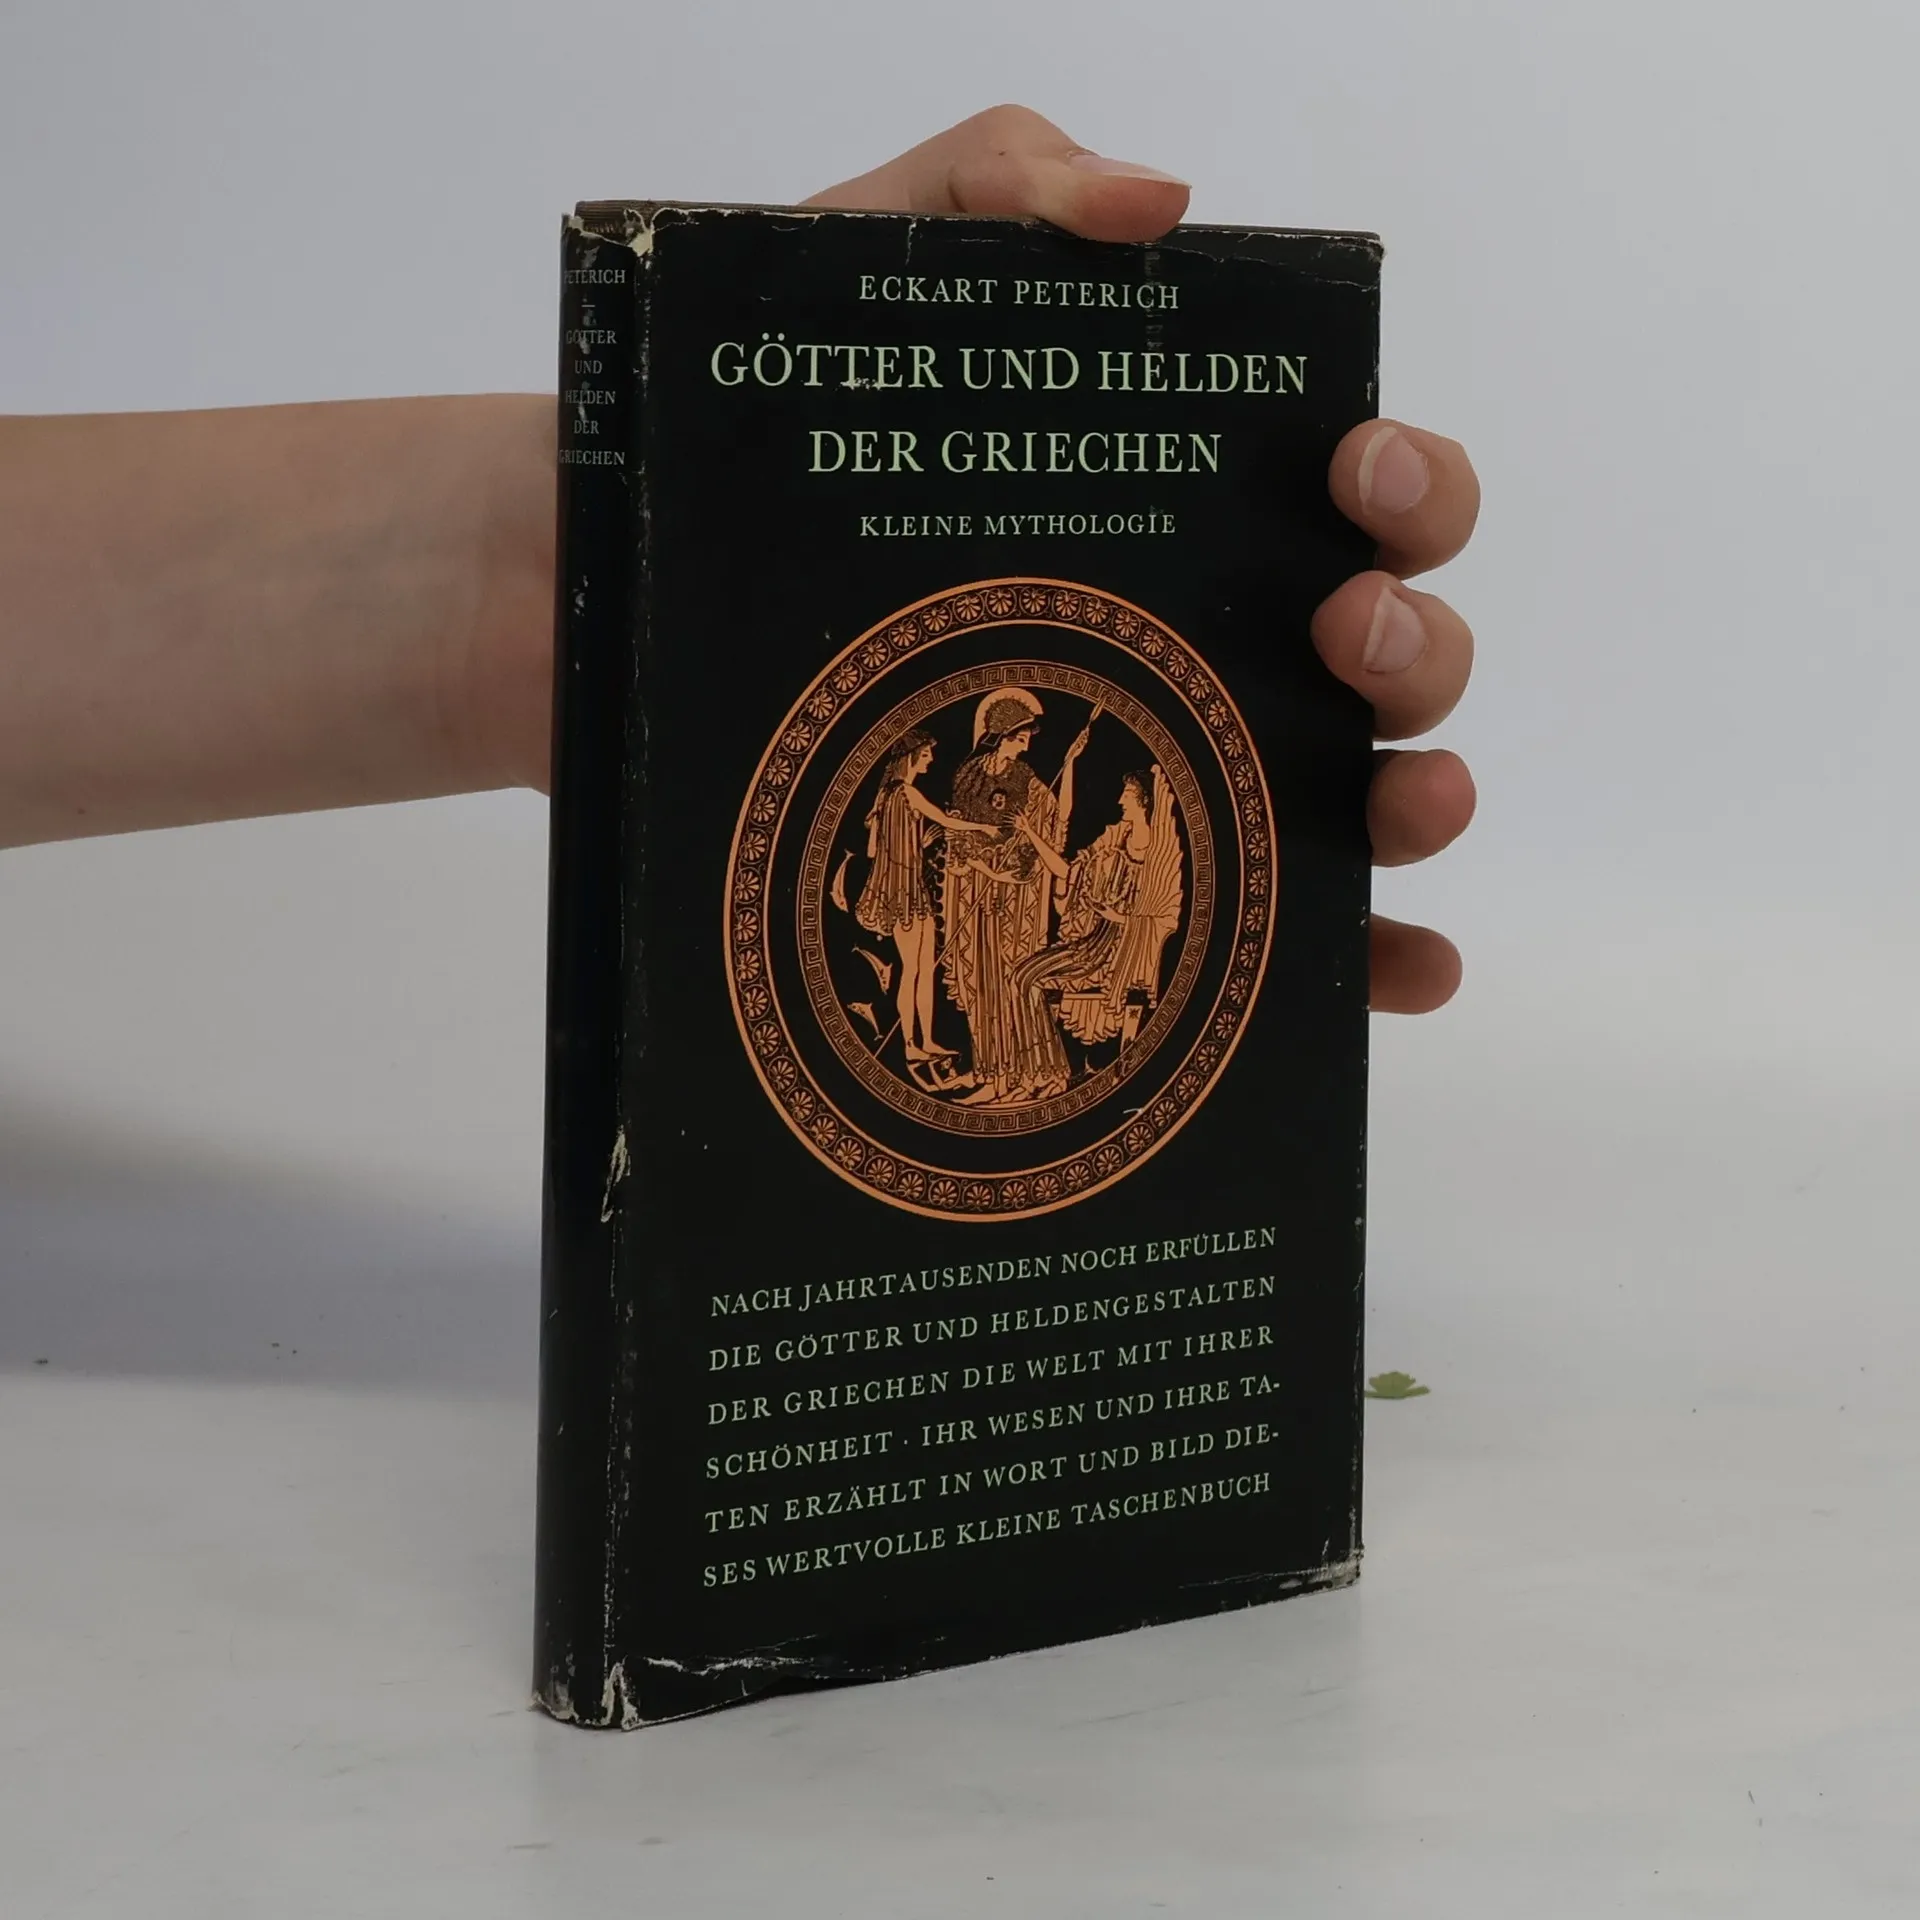 PETERICH
GÖTTER
UND
HELDEN
DER
GRIECHEN
ECKART PETERICH
GÖTTER UND HELDEN
DER GRIECHEN
KLEINE MYTHOLOGIE
NACH JAHRTAUSENDEN NOCH ERFÜLLEN
DIE GÖTTER UND HELDENGESTALTEN
DER GRIECHEN DIE WELT MIT IHRER
SCHÖNHEIT · IHR WESEN UND IHRE TA-
TEN ERZÄHLT IN WORT UND BILD DIE-
SES WERTVOLLE KLEINE TASCHENBUCH